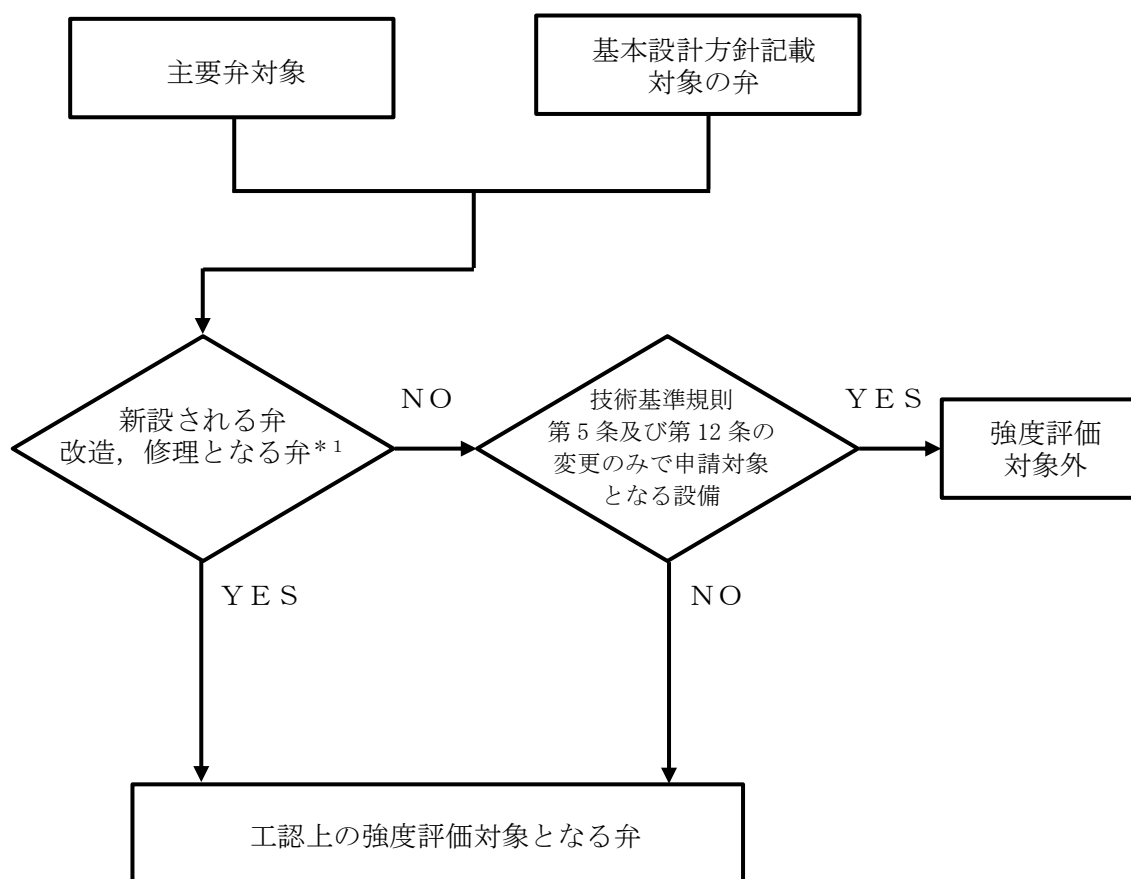 主要弁対象
基本設計方針記載
対象の弁
新設される弁
改造，修理となる弁*1
NO
技術基準規則
第5条及び第12条の
変更のみで申請対象
となる設備
YES
強度評価
対象外
YES
NO
工認上の強度評価対象となる弁